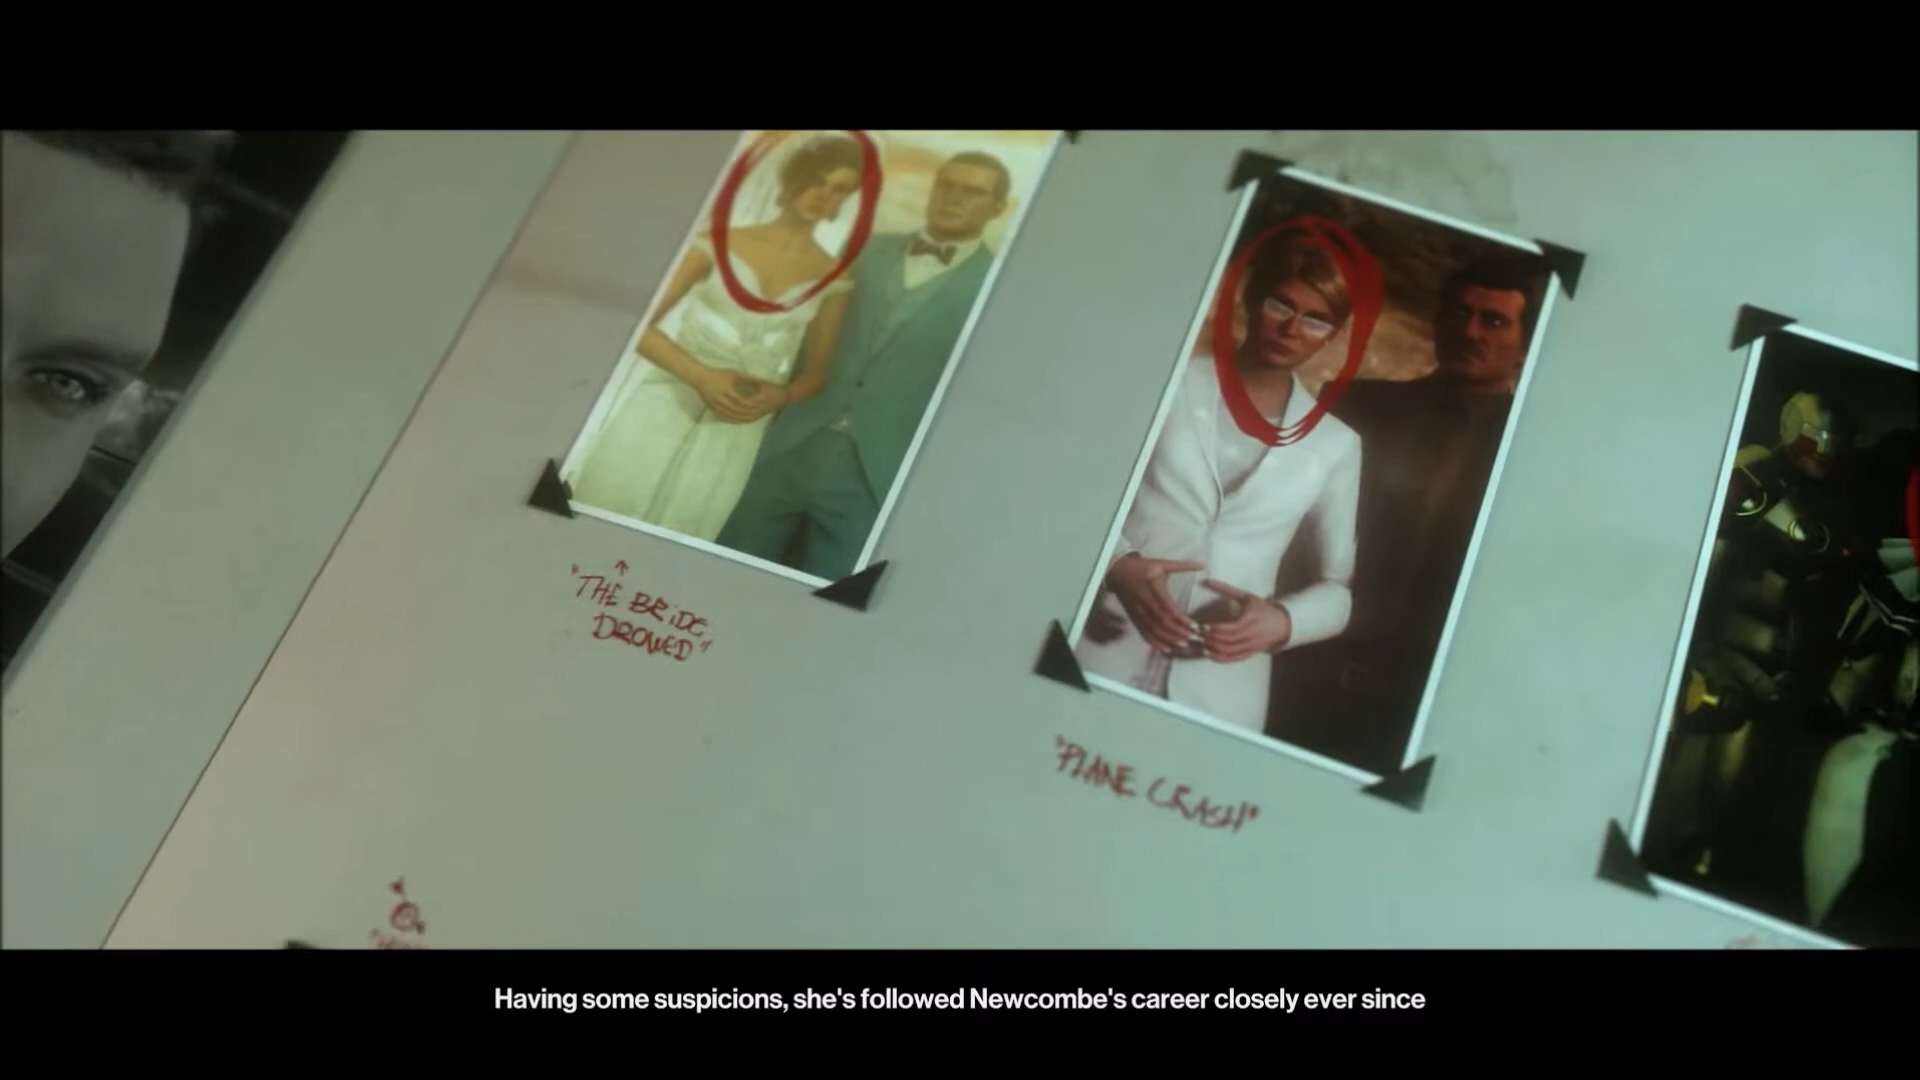 "THE BRIDE
DROWED"
"PLANE CRASH"
Having some suspicions, she's followed Newcombe's career closely ever since